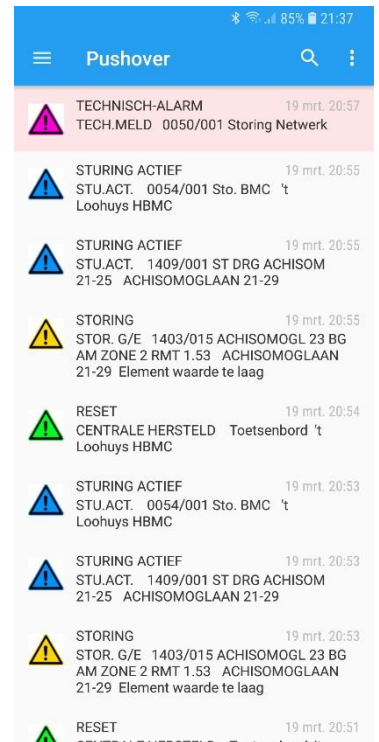 85% 21:37
Pushover
TECHNISCH-ALARM 19 mrt. 20:57
TECH.MELD 0050/001 Storing Netwerk
STURING ACTIEF 19 mrt. 20:55
STU.ACT. 0054/001 Sto. BMC 't
Loohuys HBMC
STURING ACTIEF 19 mrt. 20:55
STU.ACT. 1409/001 ST DRG ACHISOM
21-25 ACHISOMOGLAAN 21-29
STORING 19 mrt. 20:55
STOR. G/E 1403/015 ACHISOMOGL 23 BG
AM ZONE 2 RMT 1.53 ACHISOMOGLAAN
21-29 Element waarde te laag
RESET 19 mrt. 20:54
CENTRALE HERSTELD Toetsenbord 't
Loohuys HBMC
STURING ACTIEF 19 mrt. 20:53
STU.ACT. 0054/001 Sto. BMC 't
Loohuys HBMC
STURING ACTIEF 19 mrt. 20:53
STU.ACT. 1409/001 ST DRG ACHISOM
21-25 ACHISOMOGLAAN 21-29
STORING 19 mrt. 20:53
STOR. G/E 1403/015 ACHISOMOGL 23 BG
AM ZONE 2 RMT 1.53 ACHISOMOGLAAN
21-29 Element waarde te laag
RESET 19 mrt. 20:51